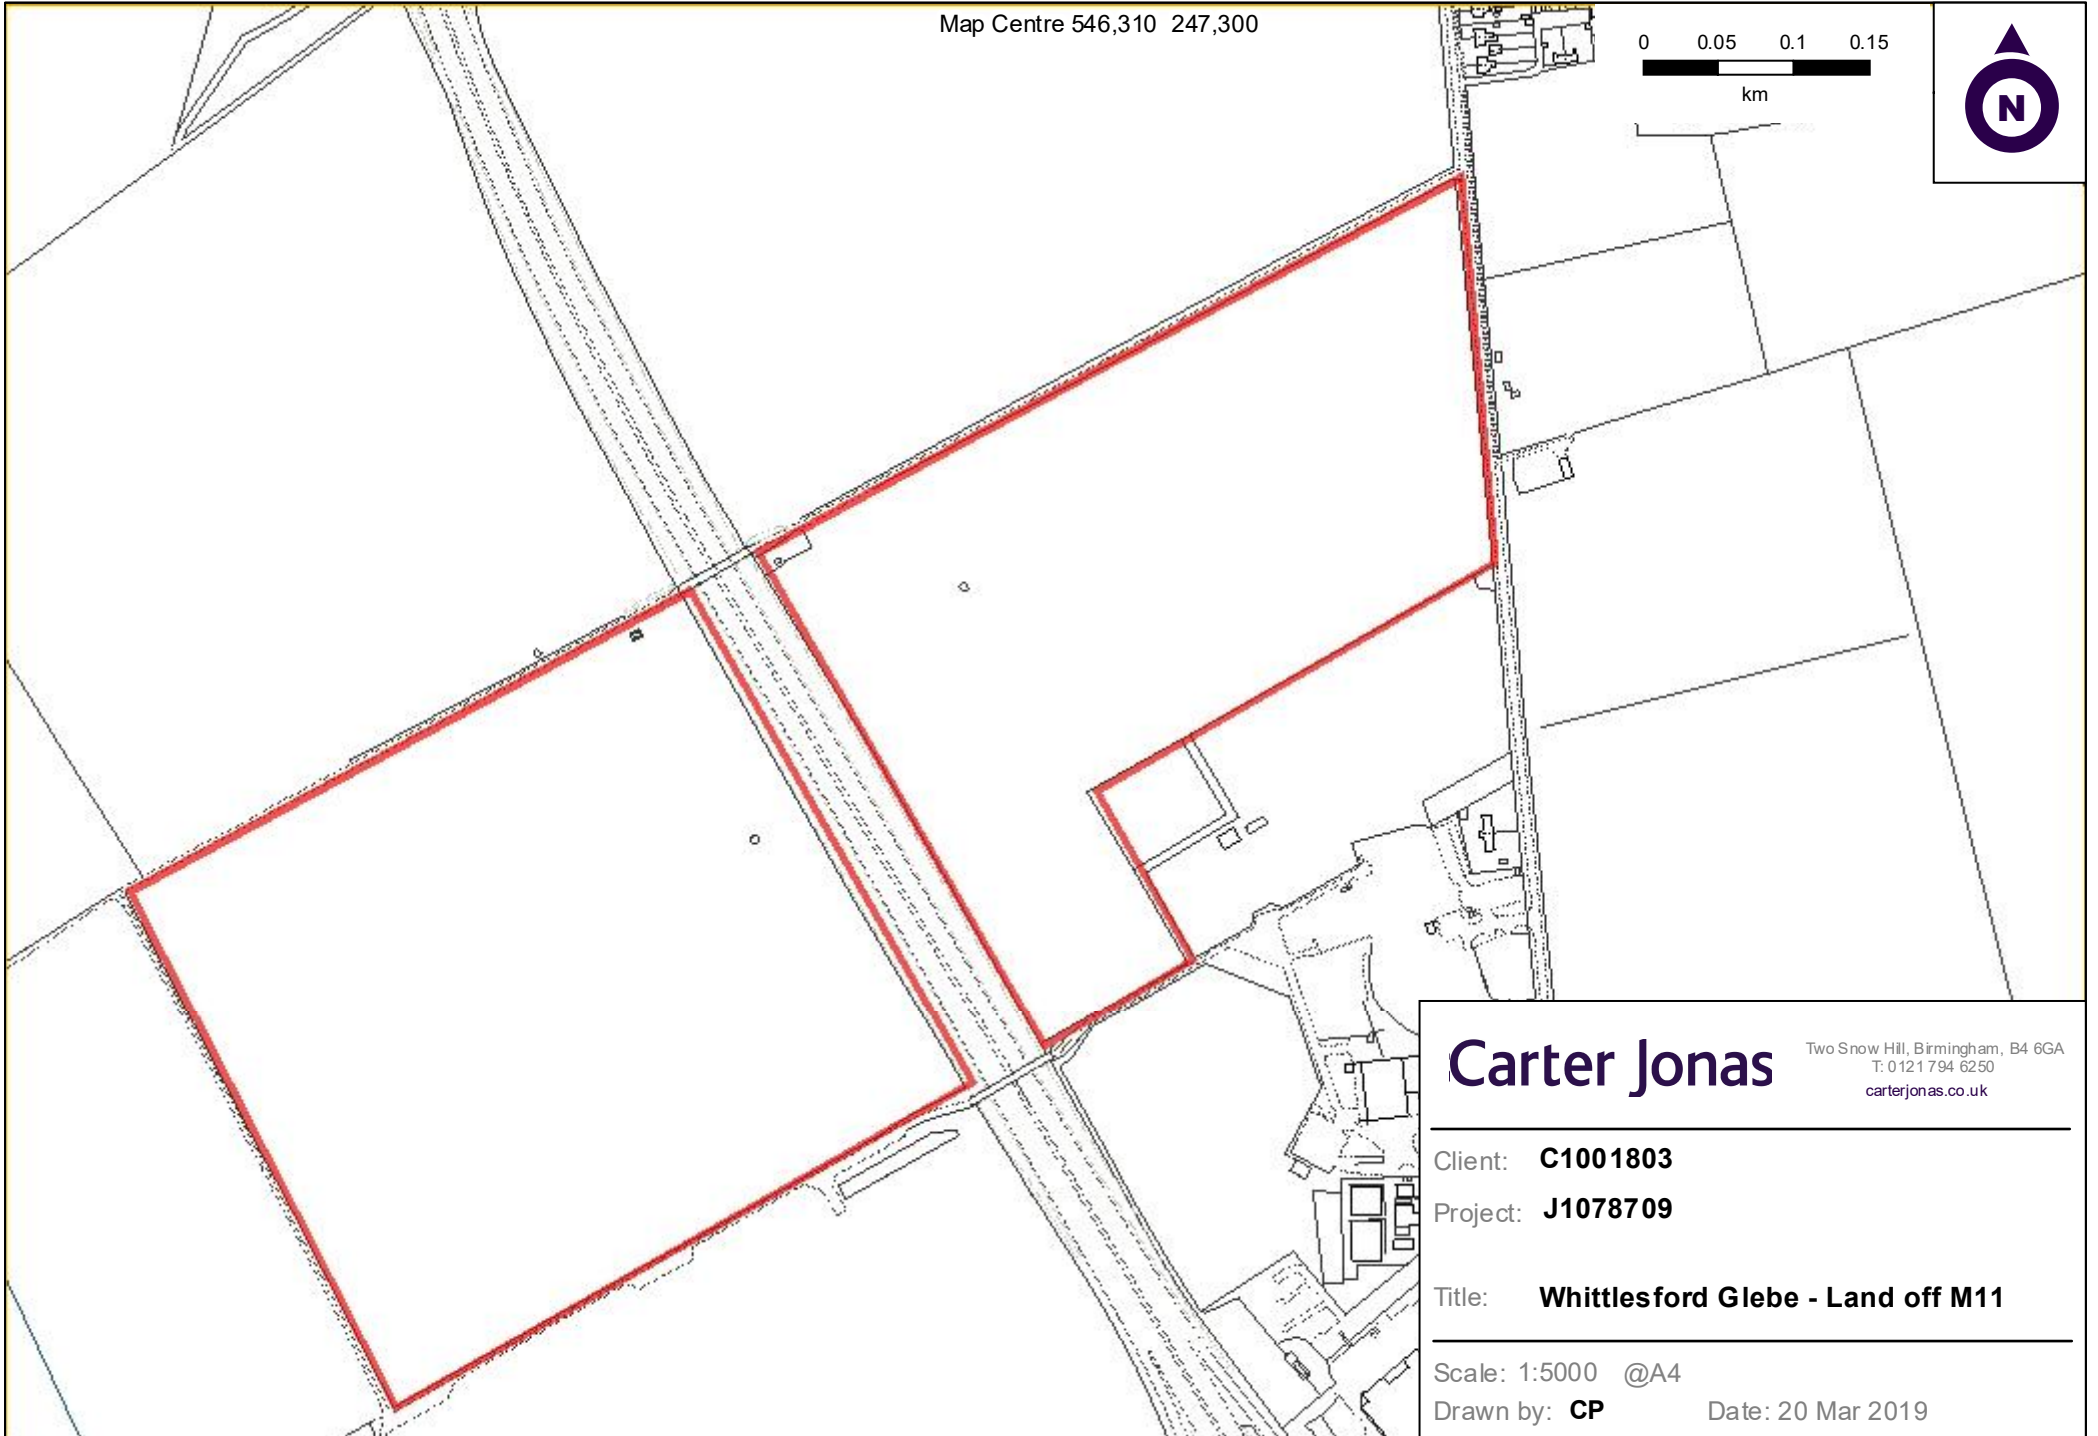 Map Centre 546,310 247,300
0 0.05 0.1 0.15
km
N
Carter Jonas
Two Snow Hill, Birmingham, B4 6GA
T: 0121 794 6250
carterjonas.co.uk
Client: C1001803
Project: J1078709
Title: Whittlesford Glebe - Land off M11
Scale: 1:5000 @A4
Drawn by: CP Date: 20 Mar 2019